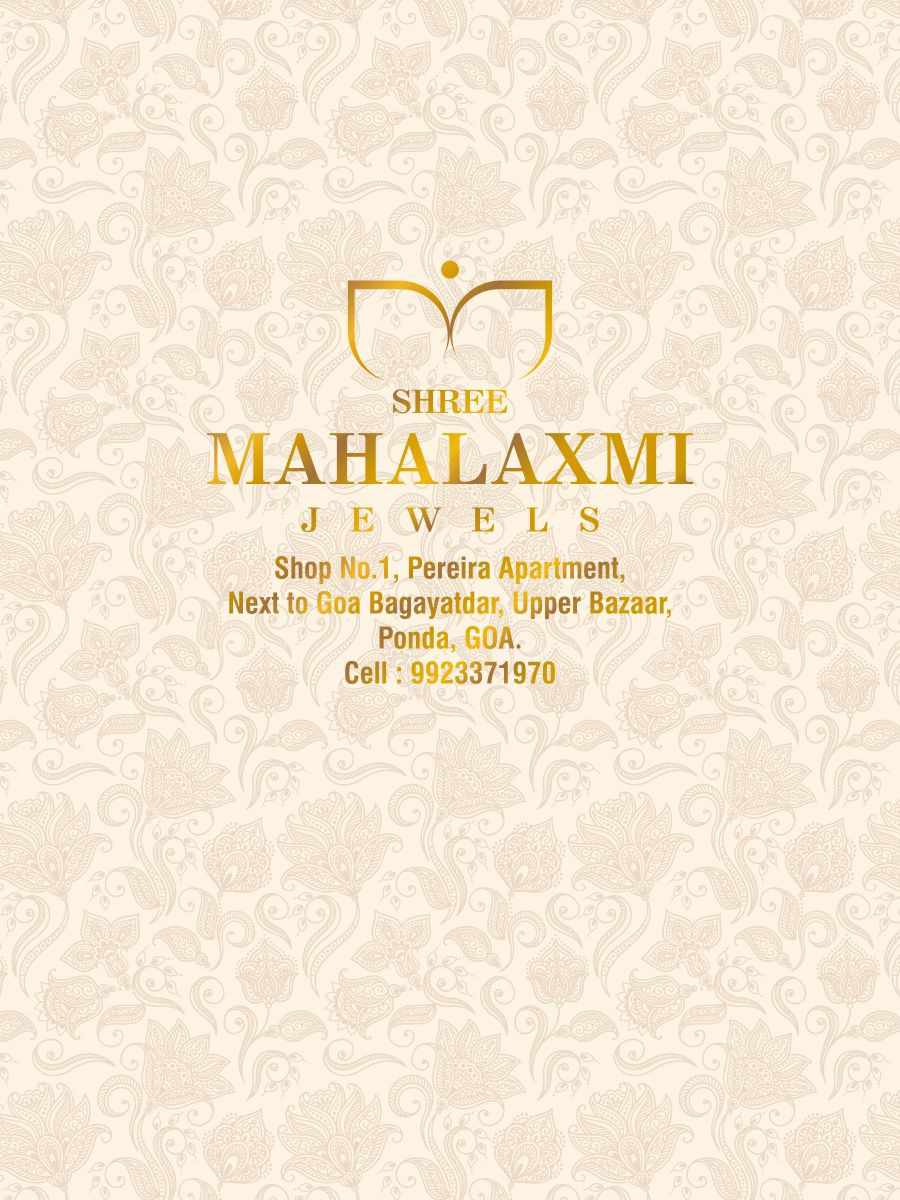 SHREE
MAHALAXMI
JEWELS
Shop No.1, Pereira Apartment,
Next to Goa Bagayatdar, Upper Bazaar,
Ponda, GOA.
Cell : 9923371970